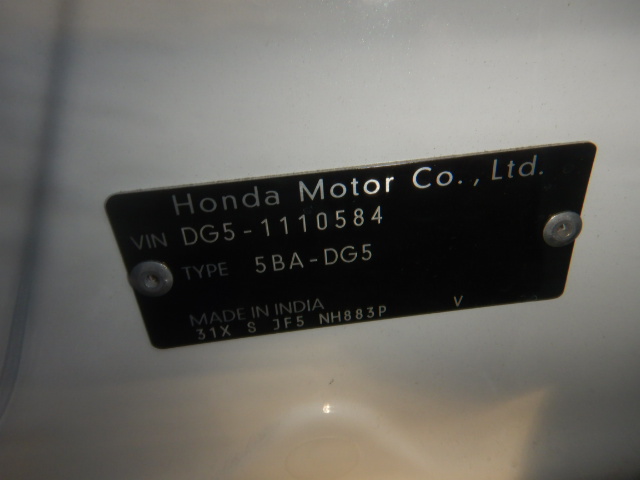 Honda Motor Co., Ltd.
VIN DG5-1110584
TYPE 5BA-DG5
MADE IN INDIA V
31X S JF5 NH883P